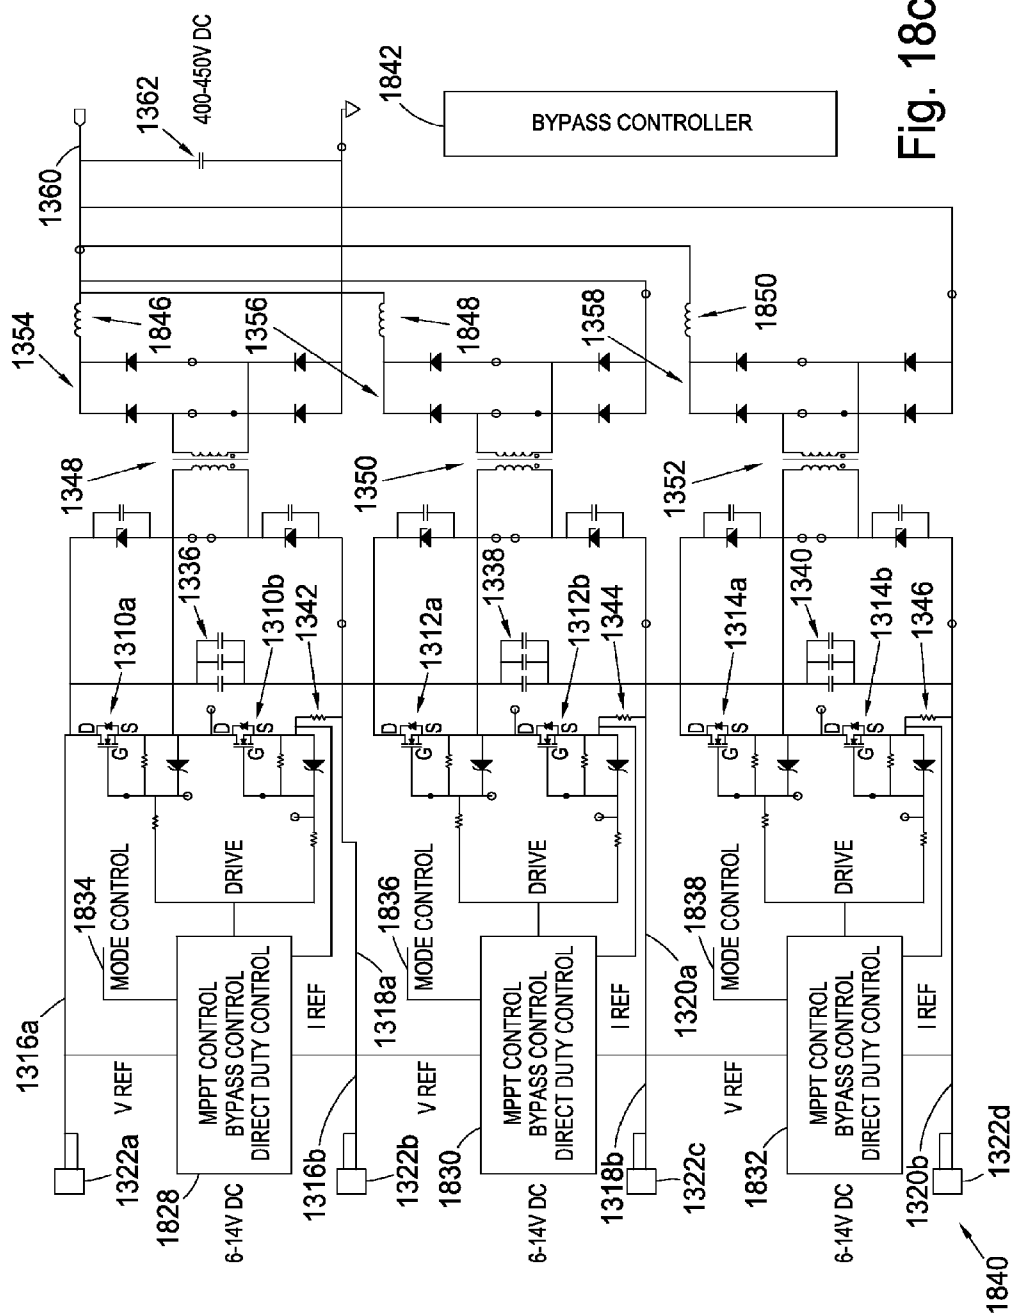 1316a
1322a
V REF
1834
MODE CONTROL
MPPT CONTROL
BYPASS CONTROL
DIRECT DUTY CONTROL
1828
6-14V DC
DRIVE
I REF
D
G
S
1310a
1336
D
G
S
1310b
1342
1348
1354
1846
1360
1362
400-450V DC
1316b
1318a
1322b
V REF
1836
MODE CONTROL
MPPT CONTROL
BYPASS CONTROL
DIRECT DUTY CONTROL
1830
6-14V DC
DRIVE
I REF
D
G
S
1312a
1338
D
G
S
1312b
1344
1350
1356
1848
1842
BYPASS CONTROLLER
1318b
1320a
1322c
V REF
1838
MODE CONTROL
MPPT CONTROL
BYPASS CONTROL
DIRECT DUTY CONTROL
1832
6-14V DC
DRIVE
I REF
D
G
S
1314a
1340
D
G
S
1314b
1346
1352
1358
1850
1320b
1322d
1840
Fig. 18c